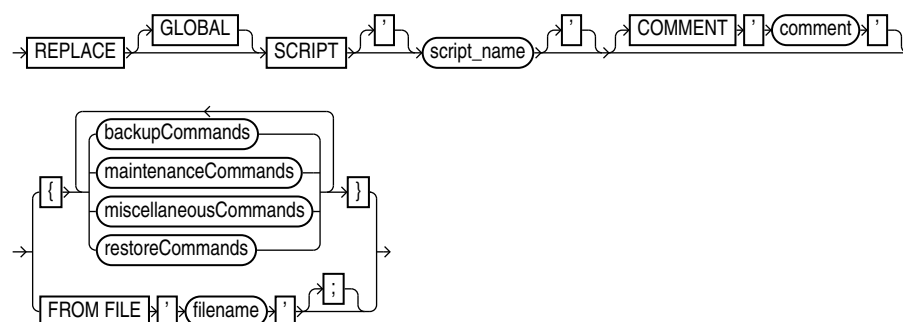 REPLACE GLOBAL SCRIPT ' script_name ' COMMENT ' comment '
{ backupCommands }
maintenanceCommands
miscellaneousCommands
restoreCommands
FROM FILE ' filename ' ;